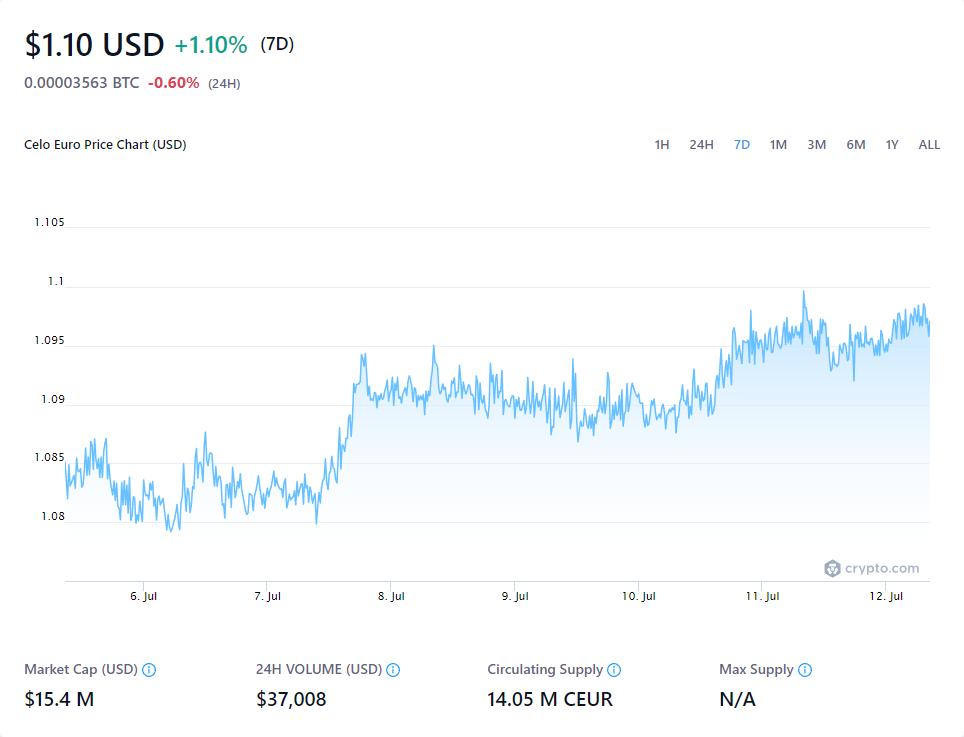 $1.10 USD +1.10% (7D)
0.00003563 BTC -0.60% (24H)
Celo Euro Price Chart (USD)
1H 24H 7D 1M 3M 6M 1Y ALL
1.105
1.1
1.095
1.09
1.085
1.08
crypto.com
6. Jul 7. Jul 8. Jul 9. Jul 10. Jul 11. Jul 12. Jul
Market Cap (USD) 24H VOLUME (USD) Circulating Supply Max Supply
$15.4 M $37,008 14.05 M CEUR N/A